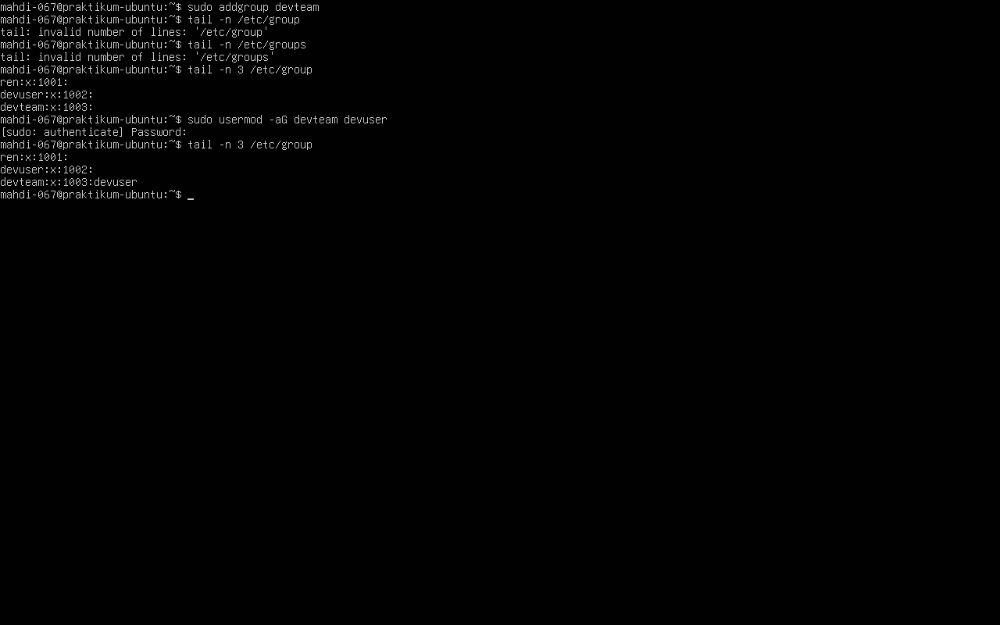 mahdi-067@praktikum-ubuntu:~$ sudo addgroup devteam
mahdi-067@praktikum-ubuntu:~$ tail -n /etc/group
tail: invalid number of lines: '/etc/group'
mahdi-067@praktikum-ubuntu:~$ tail -n /etc/groups
tail: invalid number of lines: '/etc/groups'
mahdi-067@praktikum-ubuntu:~$ tail -n 3 /etc/group
ren:x:1001:
devuser:x:1002:
devteam:x:1003:
mahdi-067@praktikum-ubuntu:~$ sudo usermod -aG devteam devuser
[sudo: authenticate] Password:
mahdi-067@praktikum-ubuntu:~$ tail -n 3 /etc/group
ren:x:1001:
devuser:x:1002:
devteam:x:1003:devuser
mahdi-067@praktikum-ubuntu:~$ _